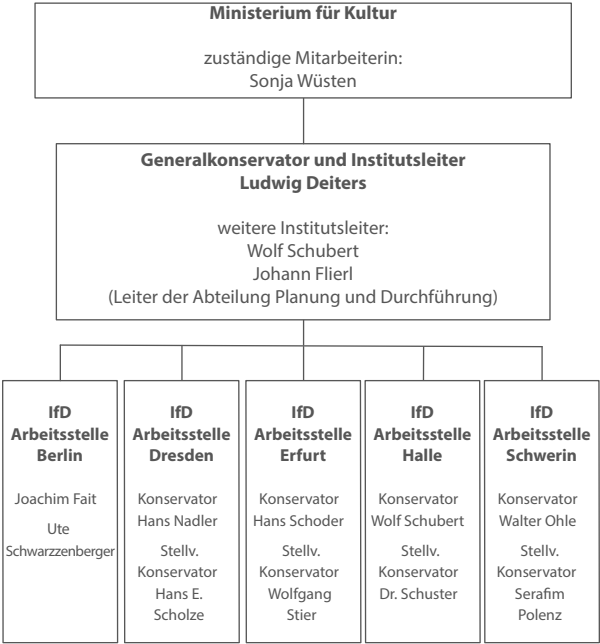 Ministerium für Kultur
zuständige Mitarbeiterin:
Sonja Wüsten
Generalkonservator und Institutsleiter
Ludwig Deiters
weitere Institutsleiter:
Wolf Schubert
Johann Flierl
(Leiter der Abteilung Planung und Durchführung)
IfD
Arbeitsstelle
Berlin
Joachim Fait
Ute
Schwarzzenberger
IfD
Arbeitsstelle
Dresden
Konservator
Hans Nadler
Stellv.
Konservator
Hans E.
Scholze
IfD
Arbeitsstelle
Erfurt
Konservator
Hans Schoder
Stellv.
Konservator
Wolfgang
Stier
IfD
Arbeitsstelle
Halle
Konservator
Wolf Schubert
Stellv.
Konservator
Dr. Schuster
IfD
Arbeitsstelle
Schwerin
Konservator
Walter Ohle
Stellv.
Konservator
Serafim
Polenz